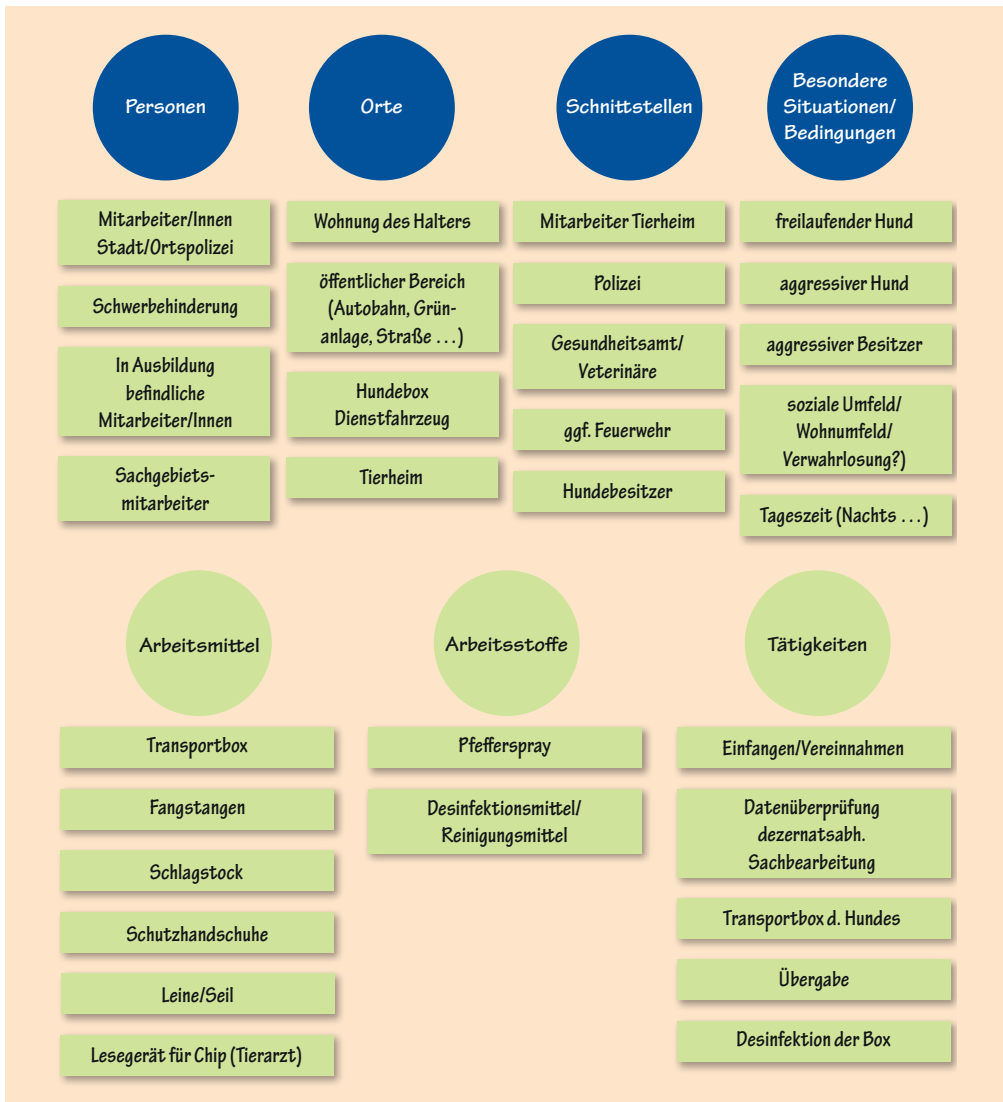 Personen
Orte
Schnittstellen
Besondere
Situationen/
Bedingungen
Mitarbeiter/Innen
Stadt/Ortspolizei
Schwerbehinderung
In Ausbildung
befindliche
Mitarbeiter/Innen
Sachgebiets-
mitarbeiter
Wohnung des Halters
öffentlicher Bereich
(Autobahn, Grün-
anlage, Straße ...)
Hundebox
Dienstfahrzeug
Tierheim
Mitarbeiter Tierheim
Polizei
Gesundheitsamt/
Veterinäre
ggf. Feuerwehr
Hundebesitzer
freilaufender Hund
aggressiver Hund
aggressiver Besitzer
soziale Umfeld/
Wohnumfeld/
Verwahrlosung?)
Tageszeit (Nachts ...)
Arbeitsmittel
Arbeitsstoffe
Tätigkeiten
Transportbox
Fangstangen
Schlagstock
Schutzhandschuhe
Leine/Seil
Lesegerät für Chip (Tierarzt)
Pfefferspray
Desinfektionsmittel/
Reinigungsmittel
Einfangen/Vereinnahmen
Datenüberprüfung
dezernatsabh.
Sachbearbeitung
Transportbox d. Hundes
Übergabe
Desinfektion der Box